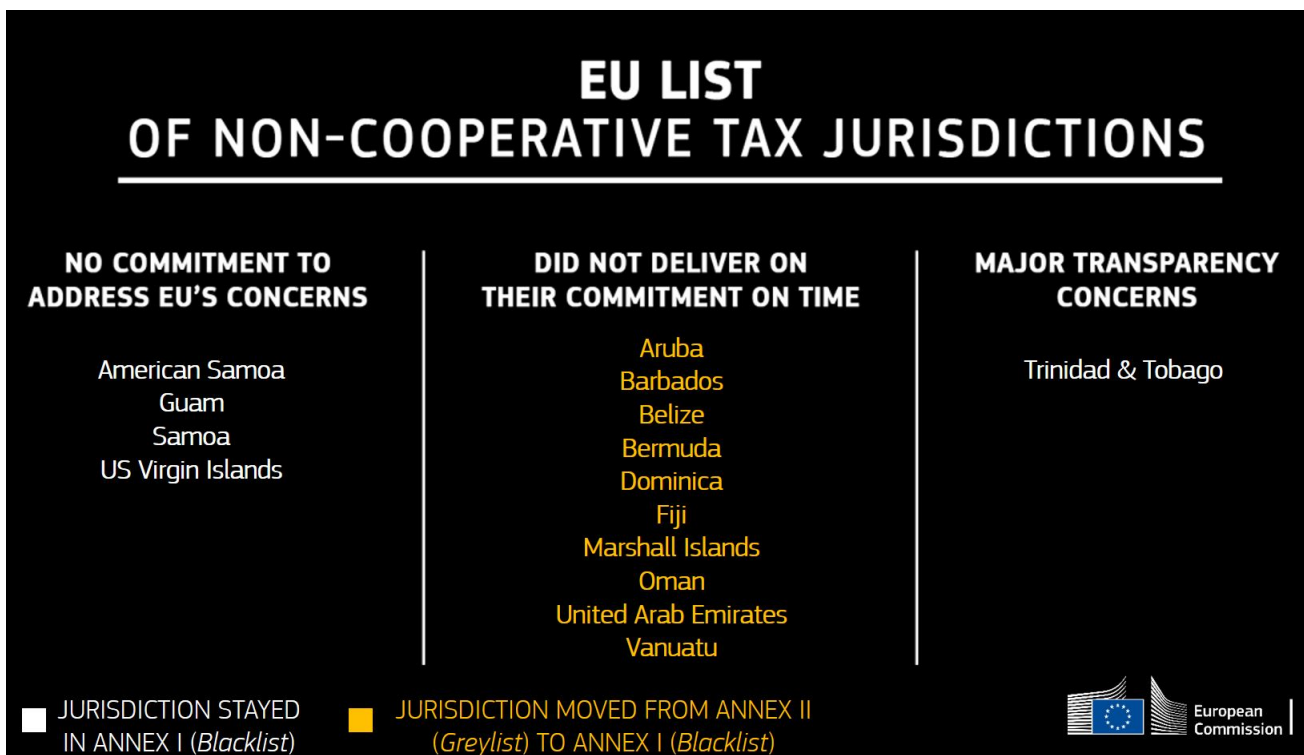 EU LIST
OF NON-COOPERATIVE TAX JURISDICTIONS
NO COMMITMENT TO
ADDRESS EU'S CONCERNS
American Samoa
Guam
Samoa
US Virgin Islands
DID NOT DELIVER ON
THEIR COMMITMENT ON TIME
Aruba
Barbados
Belize
Bermuda
Dominica
Fiji
Marshall Islands
Oman
United Arab Emirates
Vanuatu
MAJOR TRANSPARENCY
CONCERNS
Trinidad & Tobago
JURISDICTION STAYED
IN ANNEX I (Blacklist)
JURISDICTION MOVED FROM ANNEX II
(Greylist) TO ANNEX I (Blacklist)
European
Commission